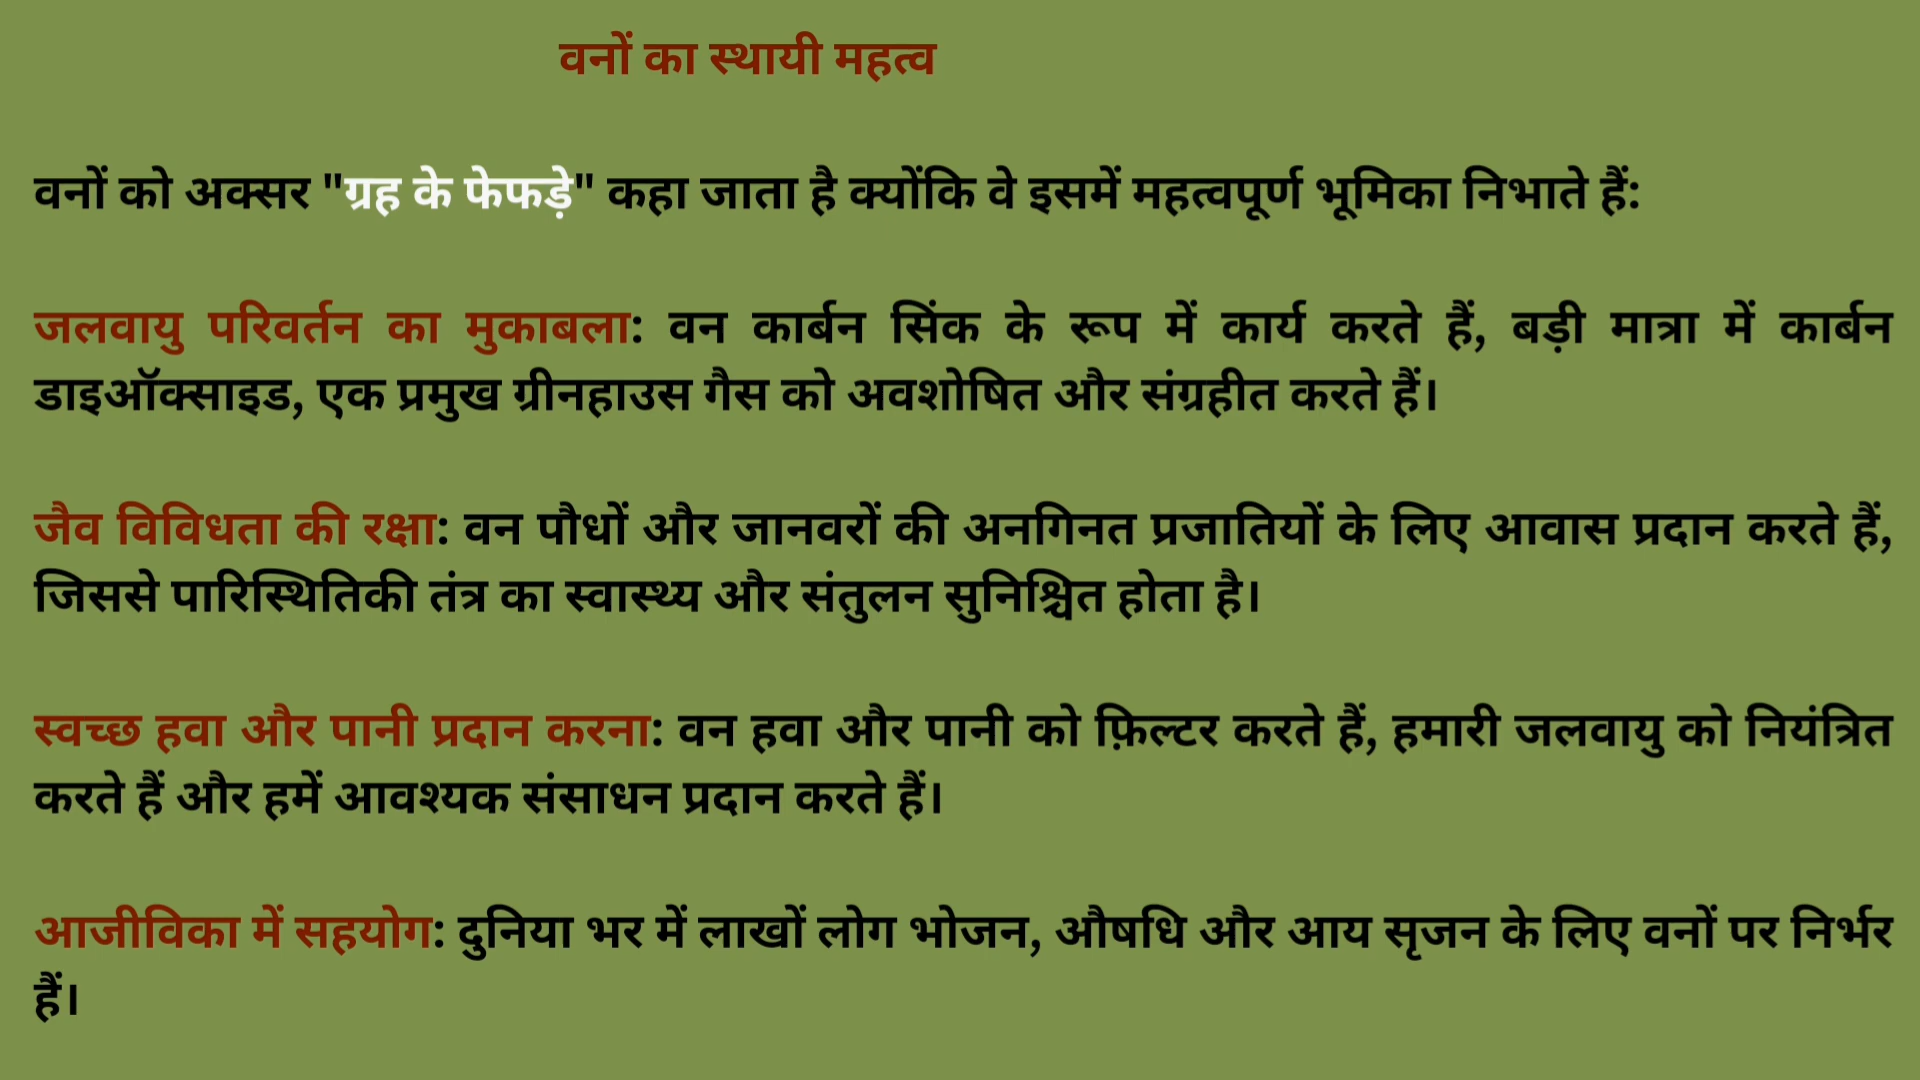 वनों का स्थायी महत्व
वनों को अक्सर "ग्रह के फेफड़े" कहा जाता है क्योंकि वे इसमें महत्वपूर्ण भूमिका निभाते हैं:
जलवायु परिवर्तन का मुकाबला: वन कार्बन सिंक के रूप में कार्य करते हैं, बड़ी मात्रा में कार्बन
डाइऑक्साइड, एक प्रमुख ग्रीनहाउस गैस को अवशोषित और संग्रहीत करते हैं।
जैव विविधता की रक्षा: वन पौधों और जानवरों की अनगिनत प्रजातियों के लिए आवास प्रदान करते हैं,
जिससे पारिस्थितिकी तंत्र का स्वास्थ्य और संतुलन सुनिश्चित होता है।
स्वच्छ हवा और पानी प्रदान करना: वन हवा और पानी को फ़िल्टर करते हैं, हमारी जलवायु को नियंत्रित
करते हैं और हमें आवश्यक संसाधन प्रदान करते हैं।
आजीविका में सहयोग: दुनिया भर में लाखों लोग भोजन, औषधि और आय सृजन के लिए वनों पर निर्भर
हैं।